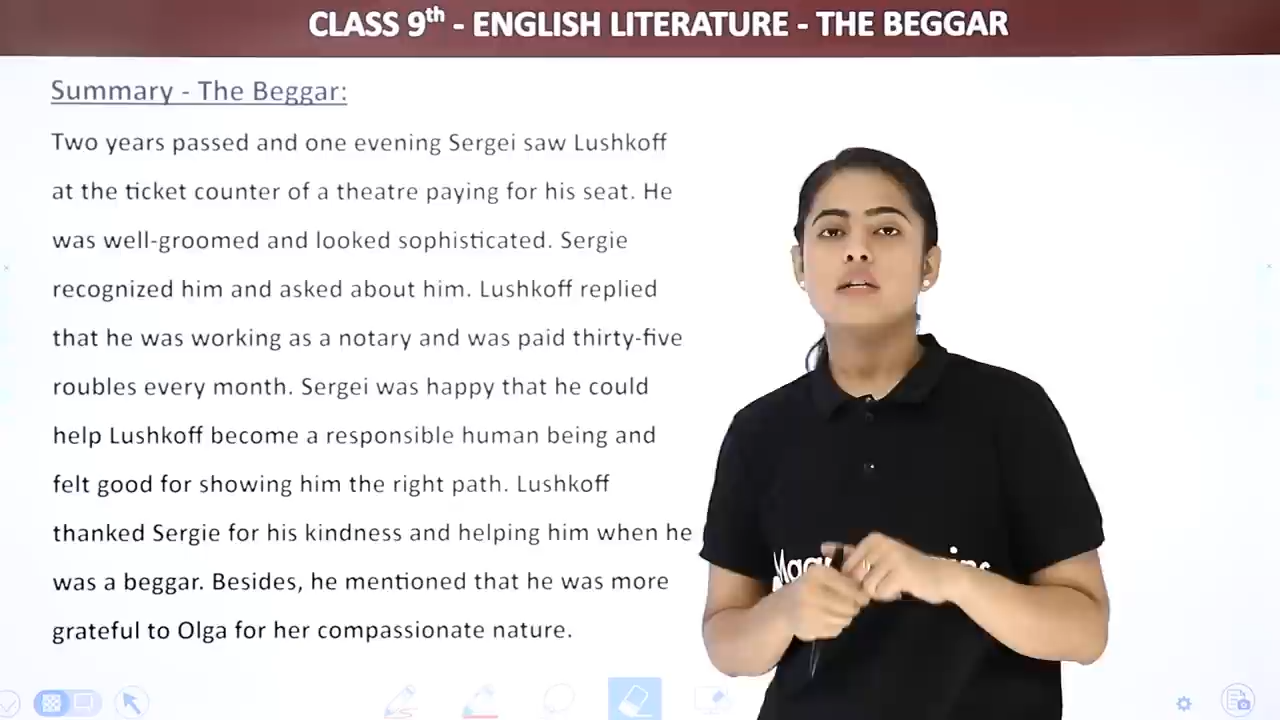 CLASS 9th - ENGLISH LITERATURE - THE BEGGAR
Summary - The Beggar:
Two years passed and one evening Sergei saw Lushkoff
at the ticket counter of a theatre paying for his seat. He
was well-groomed and looked sophisticated. Sergie
recognized him and asked about him. Lushkoff replied
that he was working as a notary and was paid thirty-five
roubles every month. Sergei was happy that he could
help Lushkoff become a responsible human being and
felt good for showing him the right path. Lushkoff
thanked Sergie for his kindness and helping him when he
was a beggar. Besides, he mentioned that he was more
grateful to Olga for her compassionate nature.